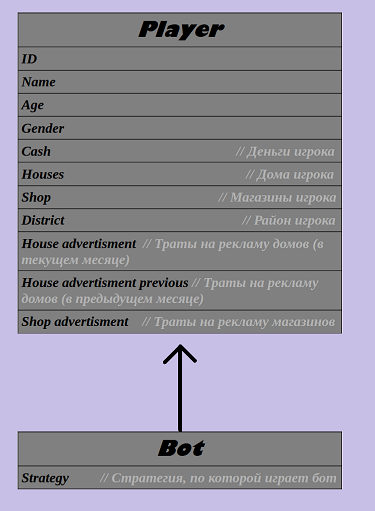 Player
ID
Name
Age
Gender
Cash // Деньги игрока
Houses // Дома игрока
Shop // Магазины игрока
District // Район игрока
House advertisment // Траты на рекламу домов (в
текущем месяце)
House advertisment previous // Траты на рекламу
домов (в предыдущем месяце)
Shop advertisment // Траты на рекламу магазинов
Bot
Strategy // Стратегия, по которой играет бот